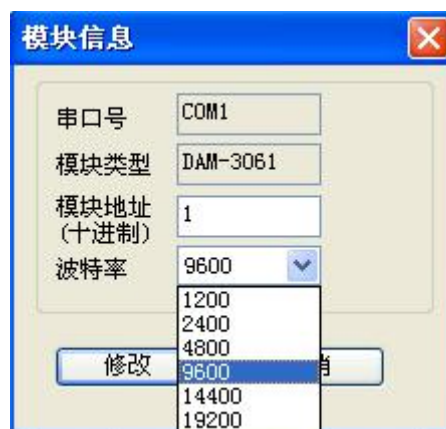 模块信息
串口号 COM1
模块类型 DAM-3061
模块地址 1
(十进制)
波特率 9600
1200
2400
4800
修改 9600 消
14400
19200